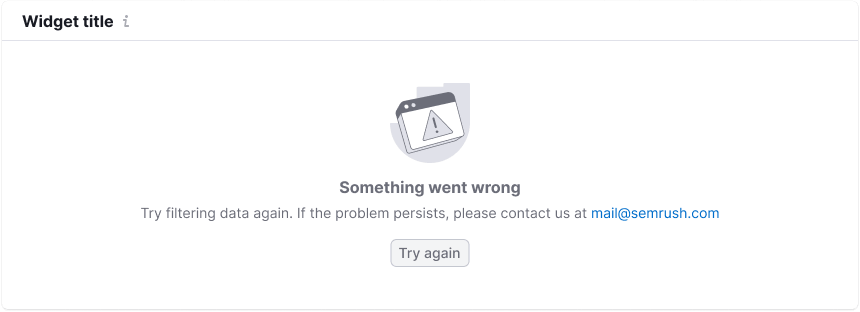 Widget title
Something went wrong
Try filtering data again. If the problem persists, please contact us at mail@semrush.com
Try again